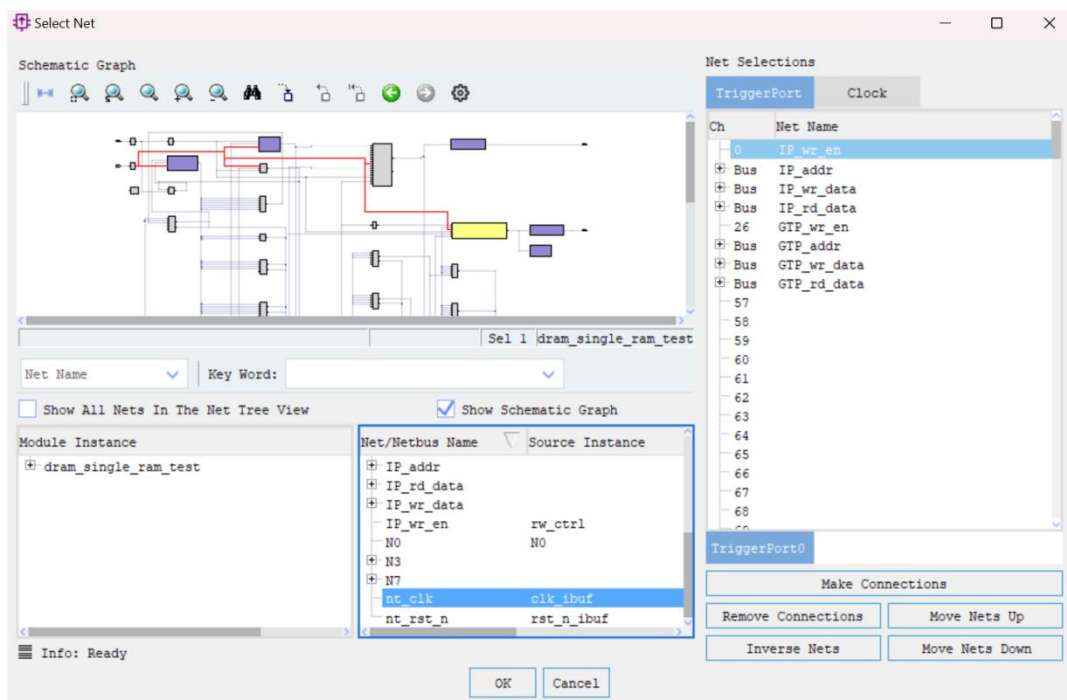 Select Net
Schematic Graph
Sel 1 dram_single_ram_test
Net Name Key Word:
Show All Nets In The Net Tree View Show Schematic Graph
Module Instance
dram_single_ram_test
Net/Netbus Name Source Instance
IP_addr
IP_rd_data
IP_wr_data
IP_wr_en rw_ctrl
N0 N0
N3
N7
nt_clk clk_ibuf
nt_rst_n rst_n_ibuf
Info: Ready
Net Selections
TriggerPort Clock
Ch Net Name
0 IP_wr_en
Bus IP_addr
Bus IP_wr_data
Bus IP_rd_data
26 GTP_wr_en
Bus GTP_addr
Bus GTP_wr_data
Bus GTP_rd_data
57
58
59
60
61
62
63
64
65
66
67
68
TriggerPort0
Make Connections
Remove Connections Move Nets Up
Inverse Nets Move Nets Down
OK Cancel